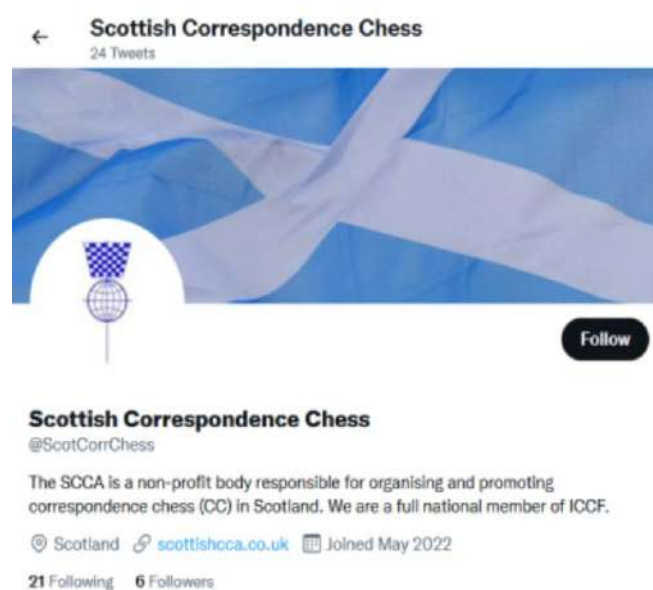 Scottish Correspondence Chess
24 Tweets
Follow
Scottish Correspondence Chess
@ScotCorrChess
The SCCA is a non-profit body responsible for organising and promoting
correspondence chess (CC) in Scotland. We are a full national member of ICCF.
Scotland scottishcca.co.uk Joined May 2022
21 Following 6 Followers